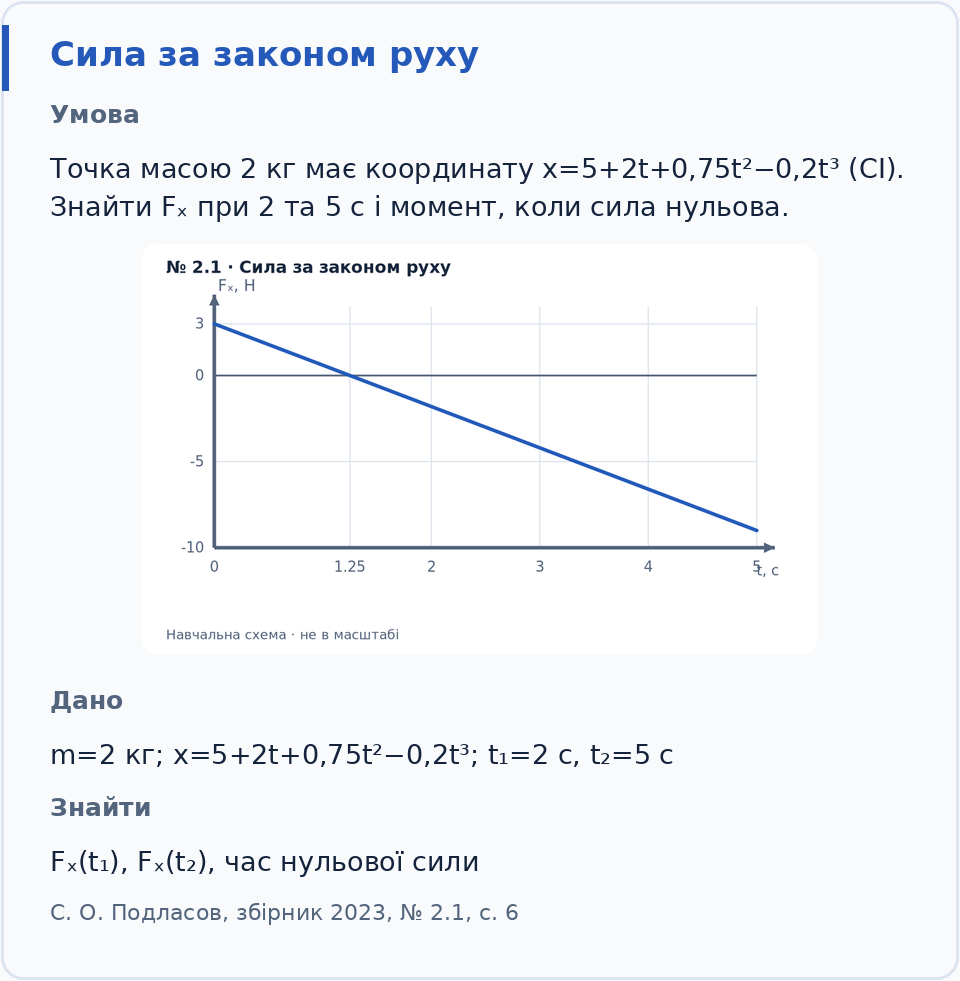 Сила за законом руху
Умова
Точка масою 2 кг має координату x=5+2t+0,75t²−0,2t³ (СІ).
Знайти Fₓ при 2 та 5 с і момент, коли сила нульова.
№ 2.1 · Сила за законом руху
Fₓ, Н
3
0
-5
-10
0 1.25 2 3 4 5
t, с
Навчальна схема · не в масштабі
Дано
m=2 кг; x=5+2t+0,75t²−0,2t³; t₁=2 с, t₂=5 с
Знайти
Fₓ(t₁), Fₓ(t₂), час нульової сили
С. О. Подласов, збірник 2023, № 2.1, с. 6